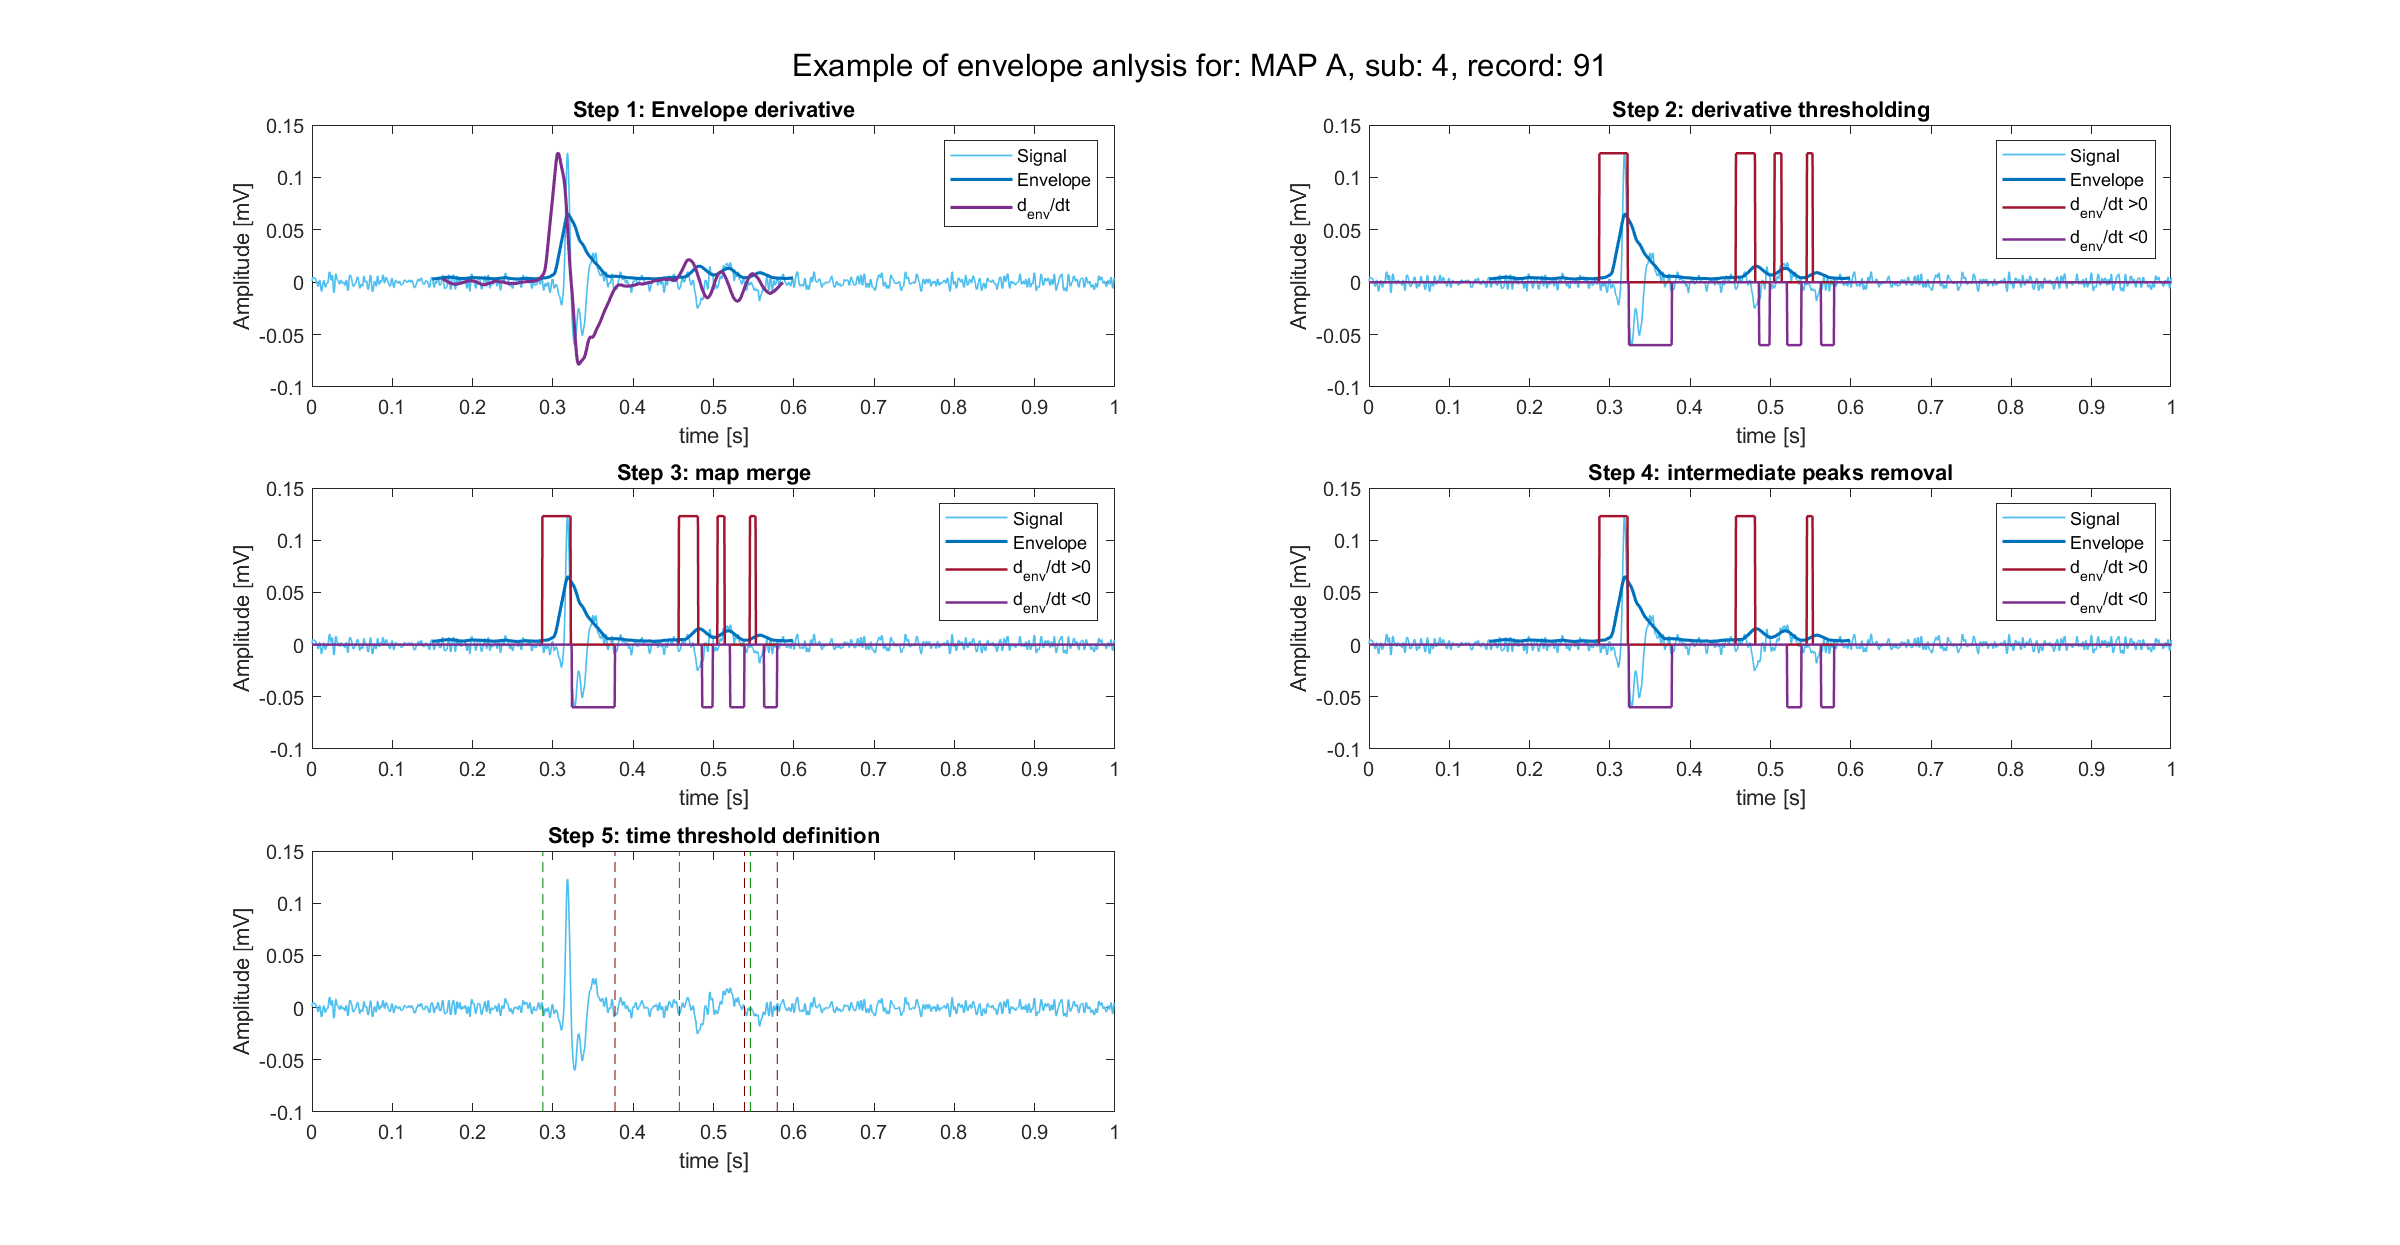 Example of envelope anlysis for: MAP A, sub: 4, record: 91
Step 1: Envelope derivative
0.15
0.1
0.05
0
-0.05
-0.1
Amplitude [mV]
0 0.1 0.2 0.3 0.4 0.5 0.6 0.7 0.8 0.9 1
time [s]
Signal
Envelope
d_env/dt
Step 2: derivative thresholding
0.15
0.1
0.05
0
-0.05
-0.1
Amplitude [mV]
0 0.1 0.2 0.3 0.4 0.5 0.6 0.7 0.8 0.9 1
time [s]
Signal
Envelope
d_env/dt >0
d_env/dt <0
Step 3: map merge
0.15
0.1
0.05
0
-0.05
-0.1
Amplitude [mV]
0 0.1 0.2 0.3 0.4 0.5 0.6 0.7 0.8 0.9 1
time [s]
Signal
Envelope
d_env/dt >0
d_env/dt <0
Step 4: intermediate peaks removal
0.15
0.1
0.05
0
-0.05
-0.1
Amplitude [mV]
0 0.1 0.2 0.3 0.4 0.5 0.6 0.7 0.8 0.9 1
time [s]
Signal
Envelope
d_env/dt >0
d_env/dt <0
Step 5: time threshold definition
0.15
0.1
0.05
0
-0.05
-0.1
Amplitude [mV]
0 0.1 0.2 0.3 0.4 0.5 0.6 0.7 0.8 0.9 1
time [s]